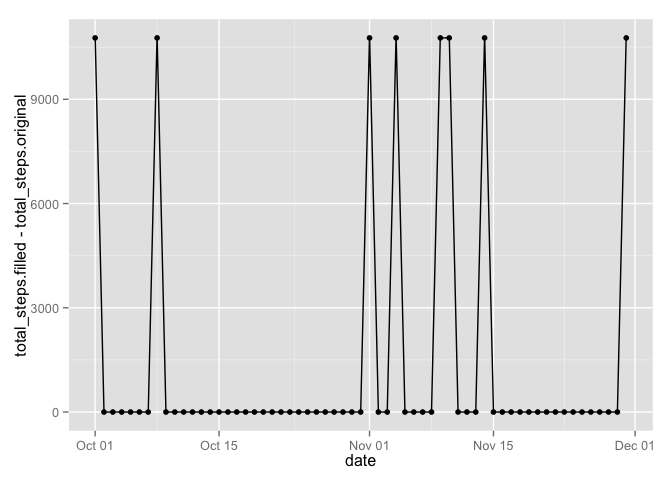 total_steps.filled - total_steps.original
9000
6000
3000
0
Oct 01
Oct 15
Nov 01
Nov 15
Dec 01
date